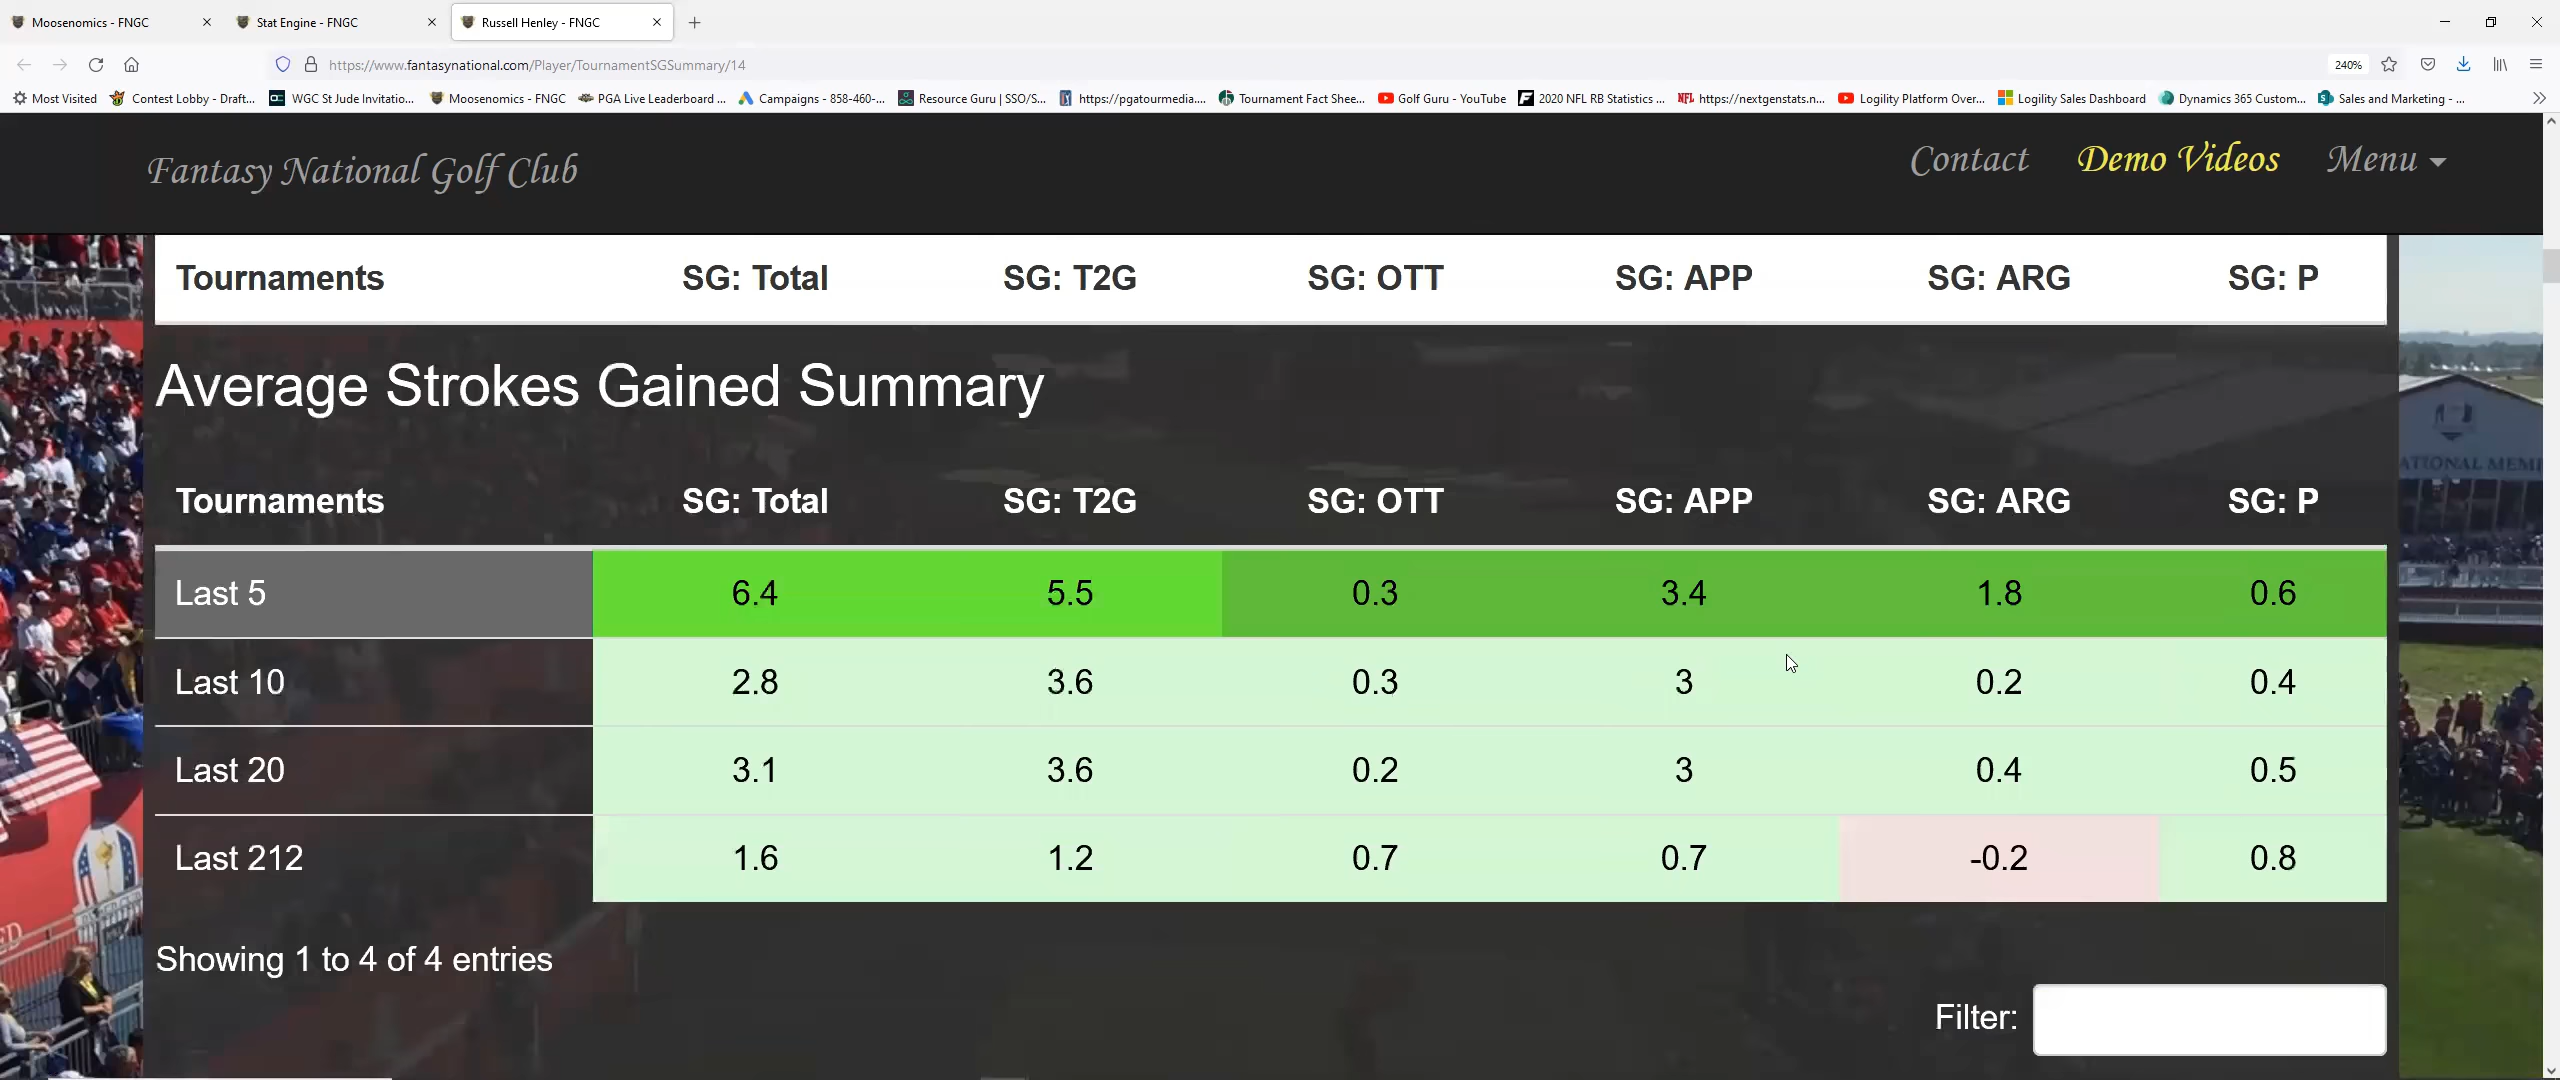 Moosenomics - FNGC
Stat Engine - FNGC
Russell Henley - FNGC
https://www.fantasynational.com/Player/TournamentSGSummary/14
240%
Most Visited
Contest Lobby - Draft...
WGC St Jude Invitatio...
Moosenomics - FNGC
PGA Live Leaderboard ...
Campaigns - 858-460-...
Resource Guru | SSO/S...
https://pgatourmedia....
Tournament Fact Shee...
Golf Guru - YouTube
2020 NFL RB Statistics ...
https://nextgenstats.n...
Logility Platform Over...
Logility Sales Dashboard
Dynamics 365 Custom...
Sales and Marketing - ...
Fantasy National Golf Club
Contact Demo Videos Menu
Tournaments SG: Total SG: T2G SG: OTT SG: APP SG: ARG SG: P
Average Strokes Gained Summary
Tournaments SG: Total SG: T2G SG: OTT SG: APP SG: ARG SG: P
Last 5 6.4 5.5 0.3 3.4 1.8 0.6
Last 10 2.8 3.6 0.3 3 0.2 0.4
Last 20 3.1 3.6 0.2 3 0.4 0.5
Last 212 1.6 1.2 0.7 0.7 -0.2 0.8
Showing 1 to 4 of 4 entries
Filter: